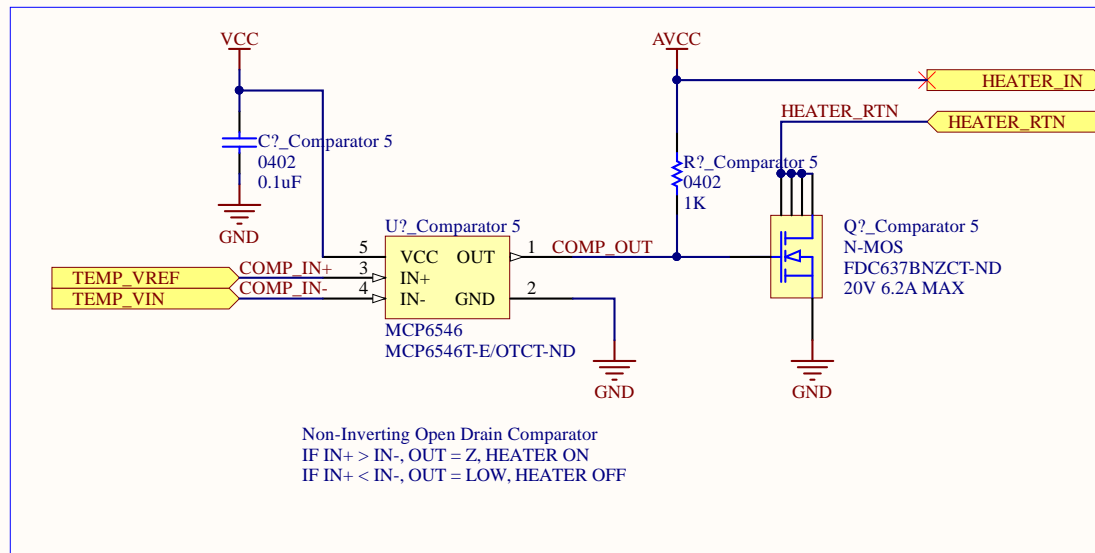 VCC
AVCC
HEATER_IN
HEATER_RTN
HEATER_RTN
C?_Comparator 5
0402
0.1uF
GND
R?_Comparator 5
0402
1K
U?_Comparator 5
5
VCC
OUT
1
COMP_OUT
TEMP_VREF
COMP_IN+
3
IN+
TEMP_VIN
COMP_IN-
4
IN-
GND
2
MCP6546
MCP6546T-E/OTCT-ND
GND
Q?_Comparator 5
N-MOS
FDC637BNZCT-ND
20V 6.2A MAX
GND
Non-Inverting Open Drain Comparator
IF IN+ > IN-, OUT = Z, HEATER ON
IF IN+ < IN-, OUT = LOW, HEATER OFF